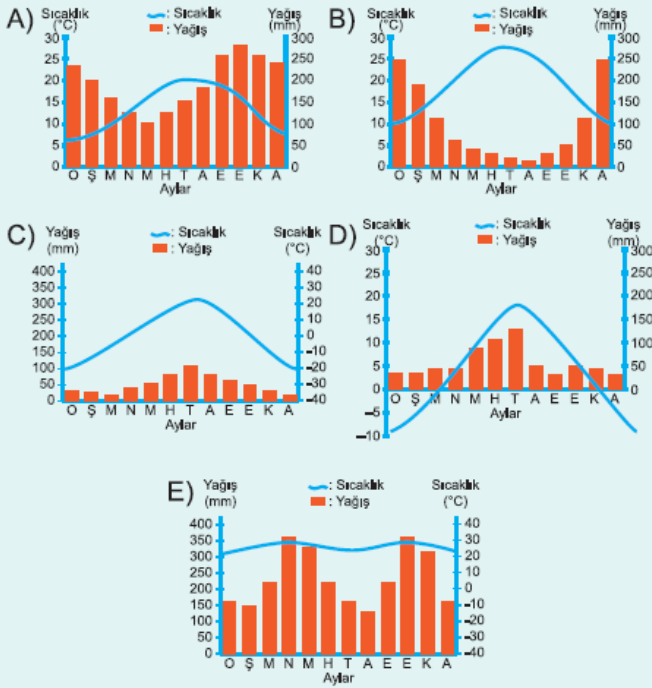 A) Sıcaklık (°C) : Sıcaklık : Yağış Yağış (mm)
30 25 20 15 10 5 0
300 250 200 150 100 50 0
O Ş M N M H T A E E K A
Aylar
B) Sıcaklık (°C) : Sıcaklık : Yağış Yağış (mm)
30 25 20 15 10 5 0
300 250 200 150 100 50 0
O Ş M N M H T A E E K A
Aylar
C) Yağış (mm) : Sıcaklık : Yağış Sıcaklık (°C)
400 350 300 250 200 150 100 50 0
40 30 20 10 0 –10 –20 –30 –40
O Ş M N M H T A E E K A
Aylar
D) Sıcaklık (°C) : Sıcaklık : Yağış Yağış (mm)
30 25 20 15 10 5 0 –5 –10
300 250 200 150 100 50 0
O Ş M N M H T A E E K A
Aylar
E) Yağış (mm) : Sıcaklık : Yağış Sıcaklık (°C)
400 350 300 250 200 150 100 50 0
40 30 20 10 0 –10 –20 –30 –40
O Ş M N M H T A E E K A
Aylar